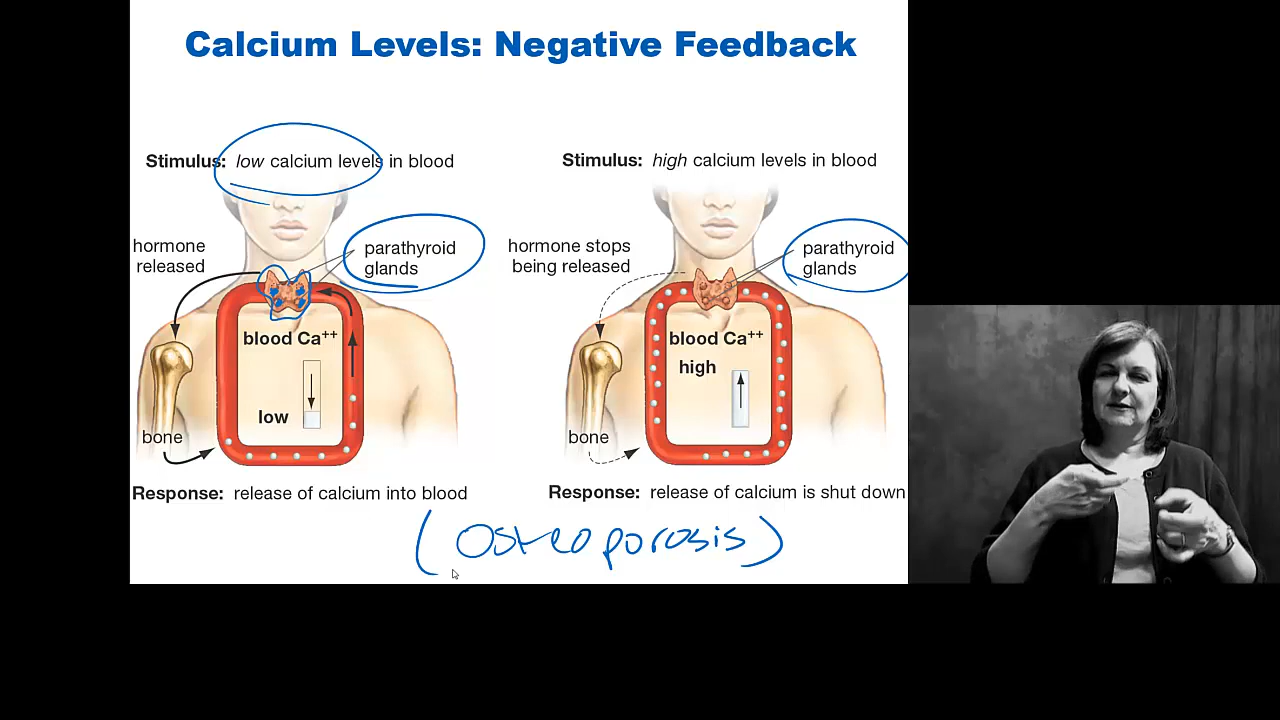 Calcium Levels: Negative Feedback
Stimulus: low calcium levels in blood
hormone
released
parathyroid
glands
blood Ca⁺⁺
low
bone
Response: release of calcium into blood
Stimulus: high calcium levels in blood
hormone stops
being released
parathyroid
glands
blood Ca⁺⁺
high
bone
Response: release of calcium is shut down
(Osteoporosis)